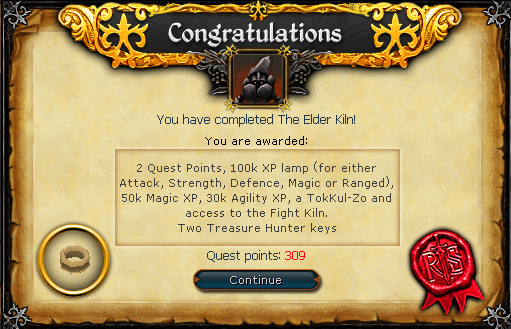 Congratulations
You have completed The Elder Kiln!
You are awarded:
2 Quest Points, 100k XP lamp (for either
Attack, Strength, Defence, Magic or Ranged),
50k Magic XP, 30k Agility XP, a TokKul-Zo and
access to the Fight Kiln.
Two Treasure Hunter keys
Quest points: 309
Continue
RS